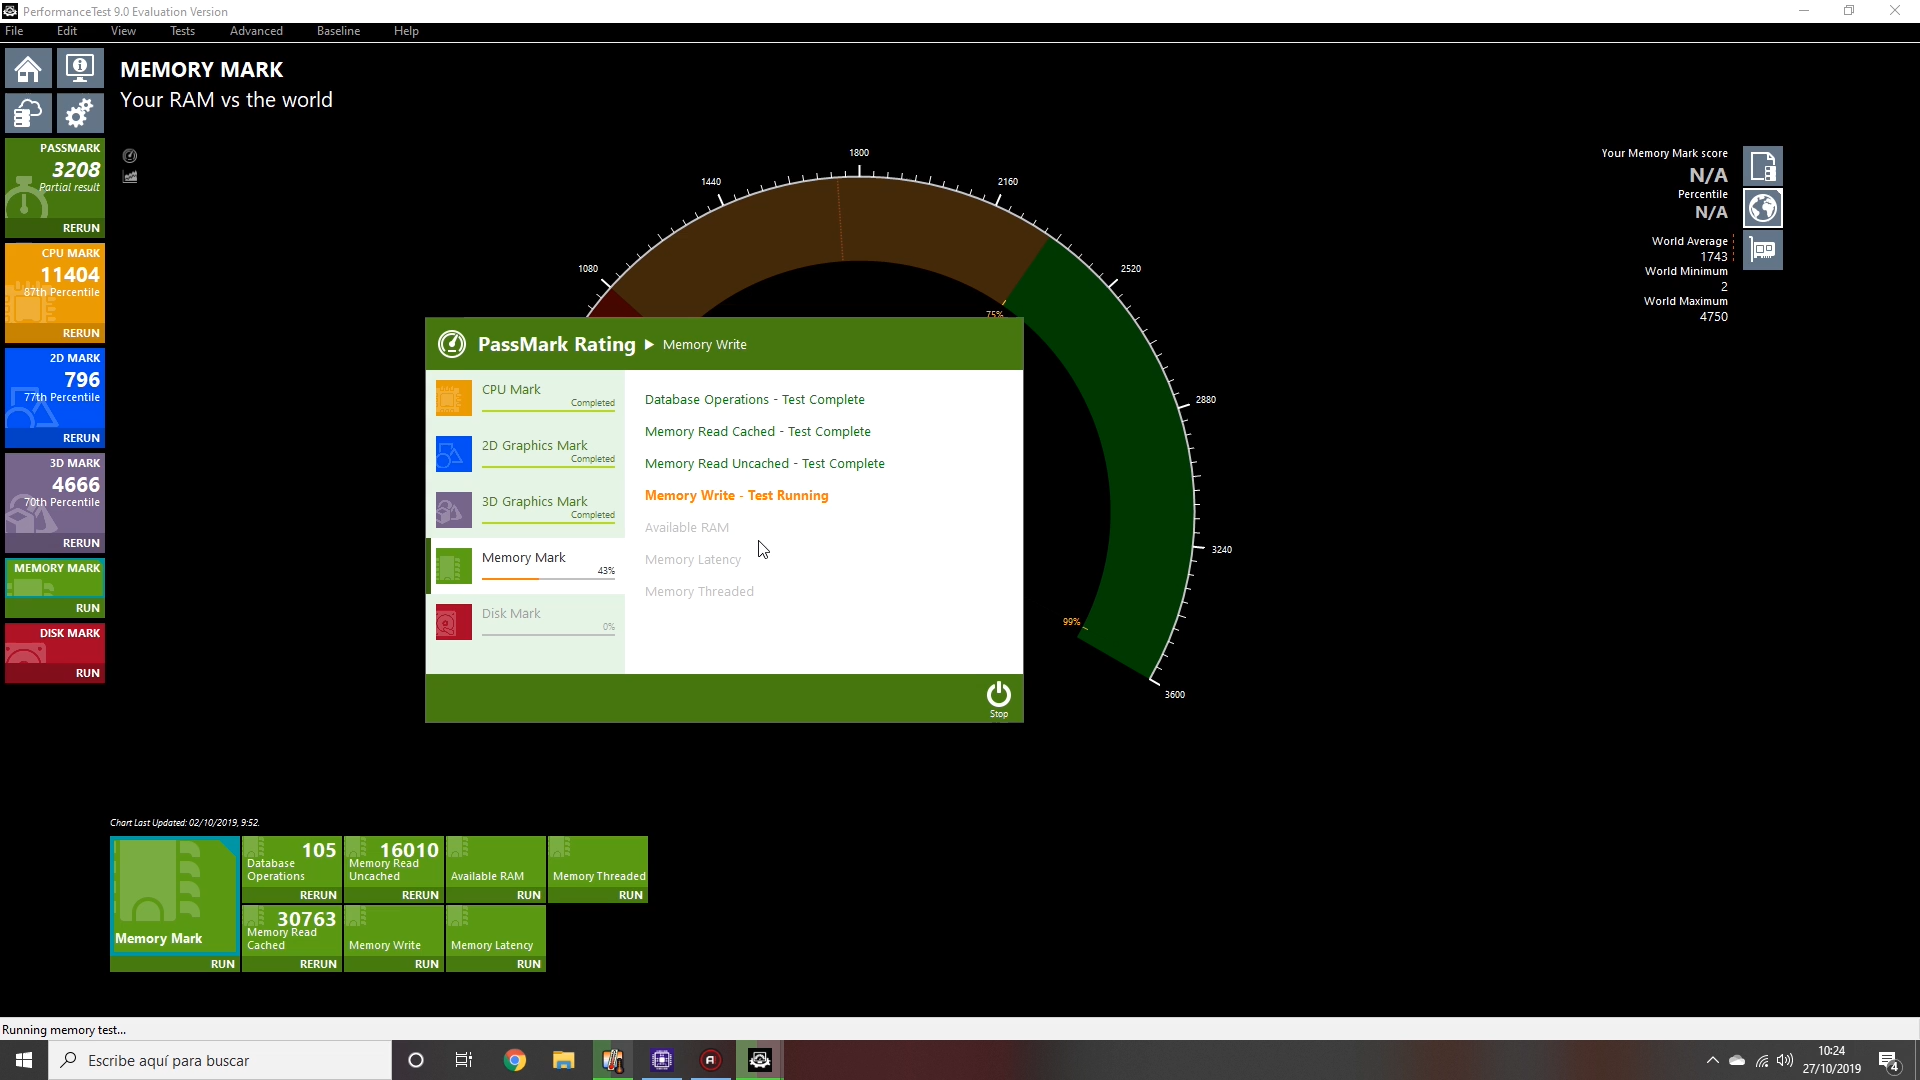 PerformanceTest 9.0 Evaluation Version
File Edit View Tests Advanced Baseline Help
MEMORY MARK
Your RAM vs the world
PASSMARK
3208
Partial result
RERUN
CPU MARK
11404
87th Percentile
RERUN
2D MARK
796
77th Percentile
RERUN
3D MARK
4666
70th Percentile
RERUN
MEMORY MARK
RUN
DISK MARK
RUN
1080
1440
1800
2160
2520
2880
3240
3600
75%
99%
Your Memory Mark score
N/A
Percentile
N/A
World Average
1743
World Minimum
2
World Maximum
4750
PassMark Rating Memory Write
CPU Mark
Completed
2D Graphics Mark
Completed
3D Graphics Mark
Completed
Memory Mark
43%
Disk Mark
0%
Database Operations - Test Complete
Memory Read Cached - Test Complete
Memory Read Uncached - Test Complete
Memory Write - Test Running
Available RAM
Memory Latency
Memory Threaded
Stop
Chart Last Updated: 02/10/2019, 9:52.
Memory Mark
RUN
105
Database
Operations
RERUN
16010
Memory Read
Uncached
RERUN
Available RAM
RUN
Memory Threaded
RUN
30763
Memory Read
Cached
RERUN
Memory Write
RUN
Memory Latency
RUN
Running memory test...
Escribe aquí para buscar
10:24
27/10/2019
4